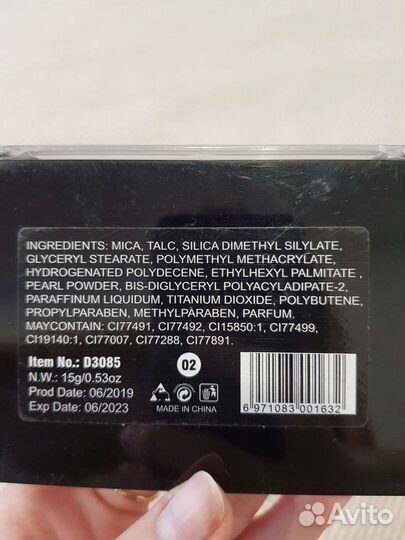 INGREDIENTS: MICA, TALC, SILICA DIMETHYL SILYLATE,
GLYCERYL STEARATE, POLYMETHYL METHACRYLATE,
HYDROGENATED POLYDECENE, ETHYLHEXYL PALMITATE ,
PEARL POWDER, BIS-DIGLYCERYL POLYACYLADIPATE-2,
PARAFFINUM LIQUIDUM, TITANIUM DIOXIDE, POLYBUTENE,
PROPYLPARABEN, METHYLPARABEN, PARFUM.
MAYCONTAIN: CI77491, CI77492, CI15850:1, CI77499,
CI19140:1, CI77007, CI77288, CI77891.
Item No.: D3085
N.W.: 15g/0.53oz
Prod Date: 06/2019
Exp Date: 06/2023
02
MADE IN CHINA
6 971083 001632
Avito